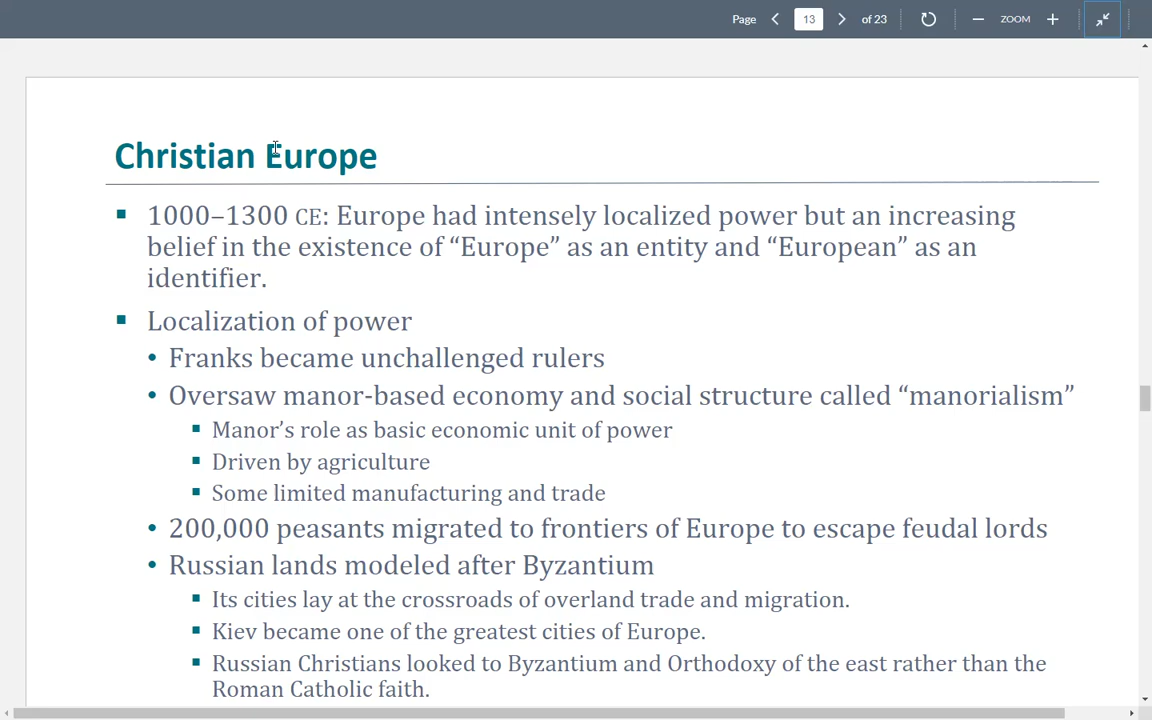 Page 13 of 23 ZOOM
Christian Europe
1000–1300 CE: Europe had intensely localized power but an increasing
belief in the existence of “Europe” as an entity and “European” as an
identifier.
Localization of power
Franks became unchallenged rulers
Oversaw manor-based economy and social structure called “manorialism”
Manor’s role as basic economic unit of power
Driven by agriculture
Some limited manufacturing and trade
200,000 peasants migrated to frontiers of Europe to escape feudal lords
Russian lands modeled after Byzantium
Its cities lay at the crossroads of overland trade and migration.
Kiev became one of the greatest cities of Europe.
Russian Christians looked to Byzantium and Orthodoxy of the east rather than the
Roman Catholic faith.